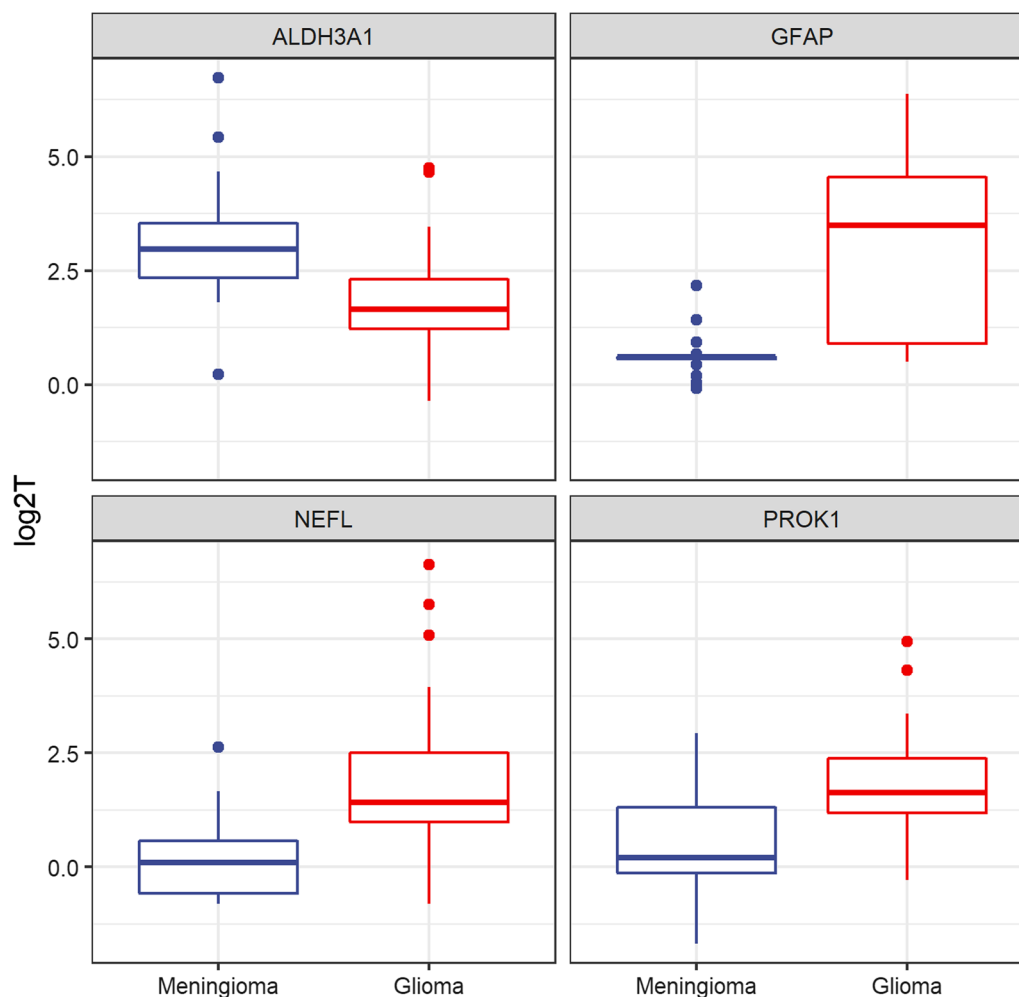 ALDH3A1
GFAP
5.0
2.5
0.0
log2T
NEFL
PROK1
5.0
2.5
0.0
Meningioma
Glioma
Meningioma
Glioma